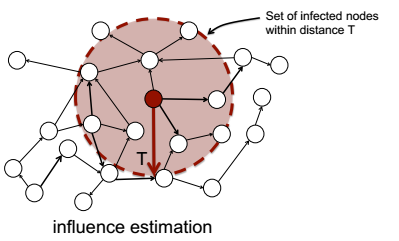 Set of infected nodes
within distance T
T
influence estimation